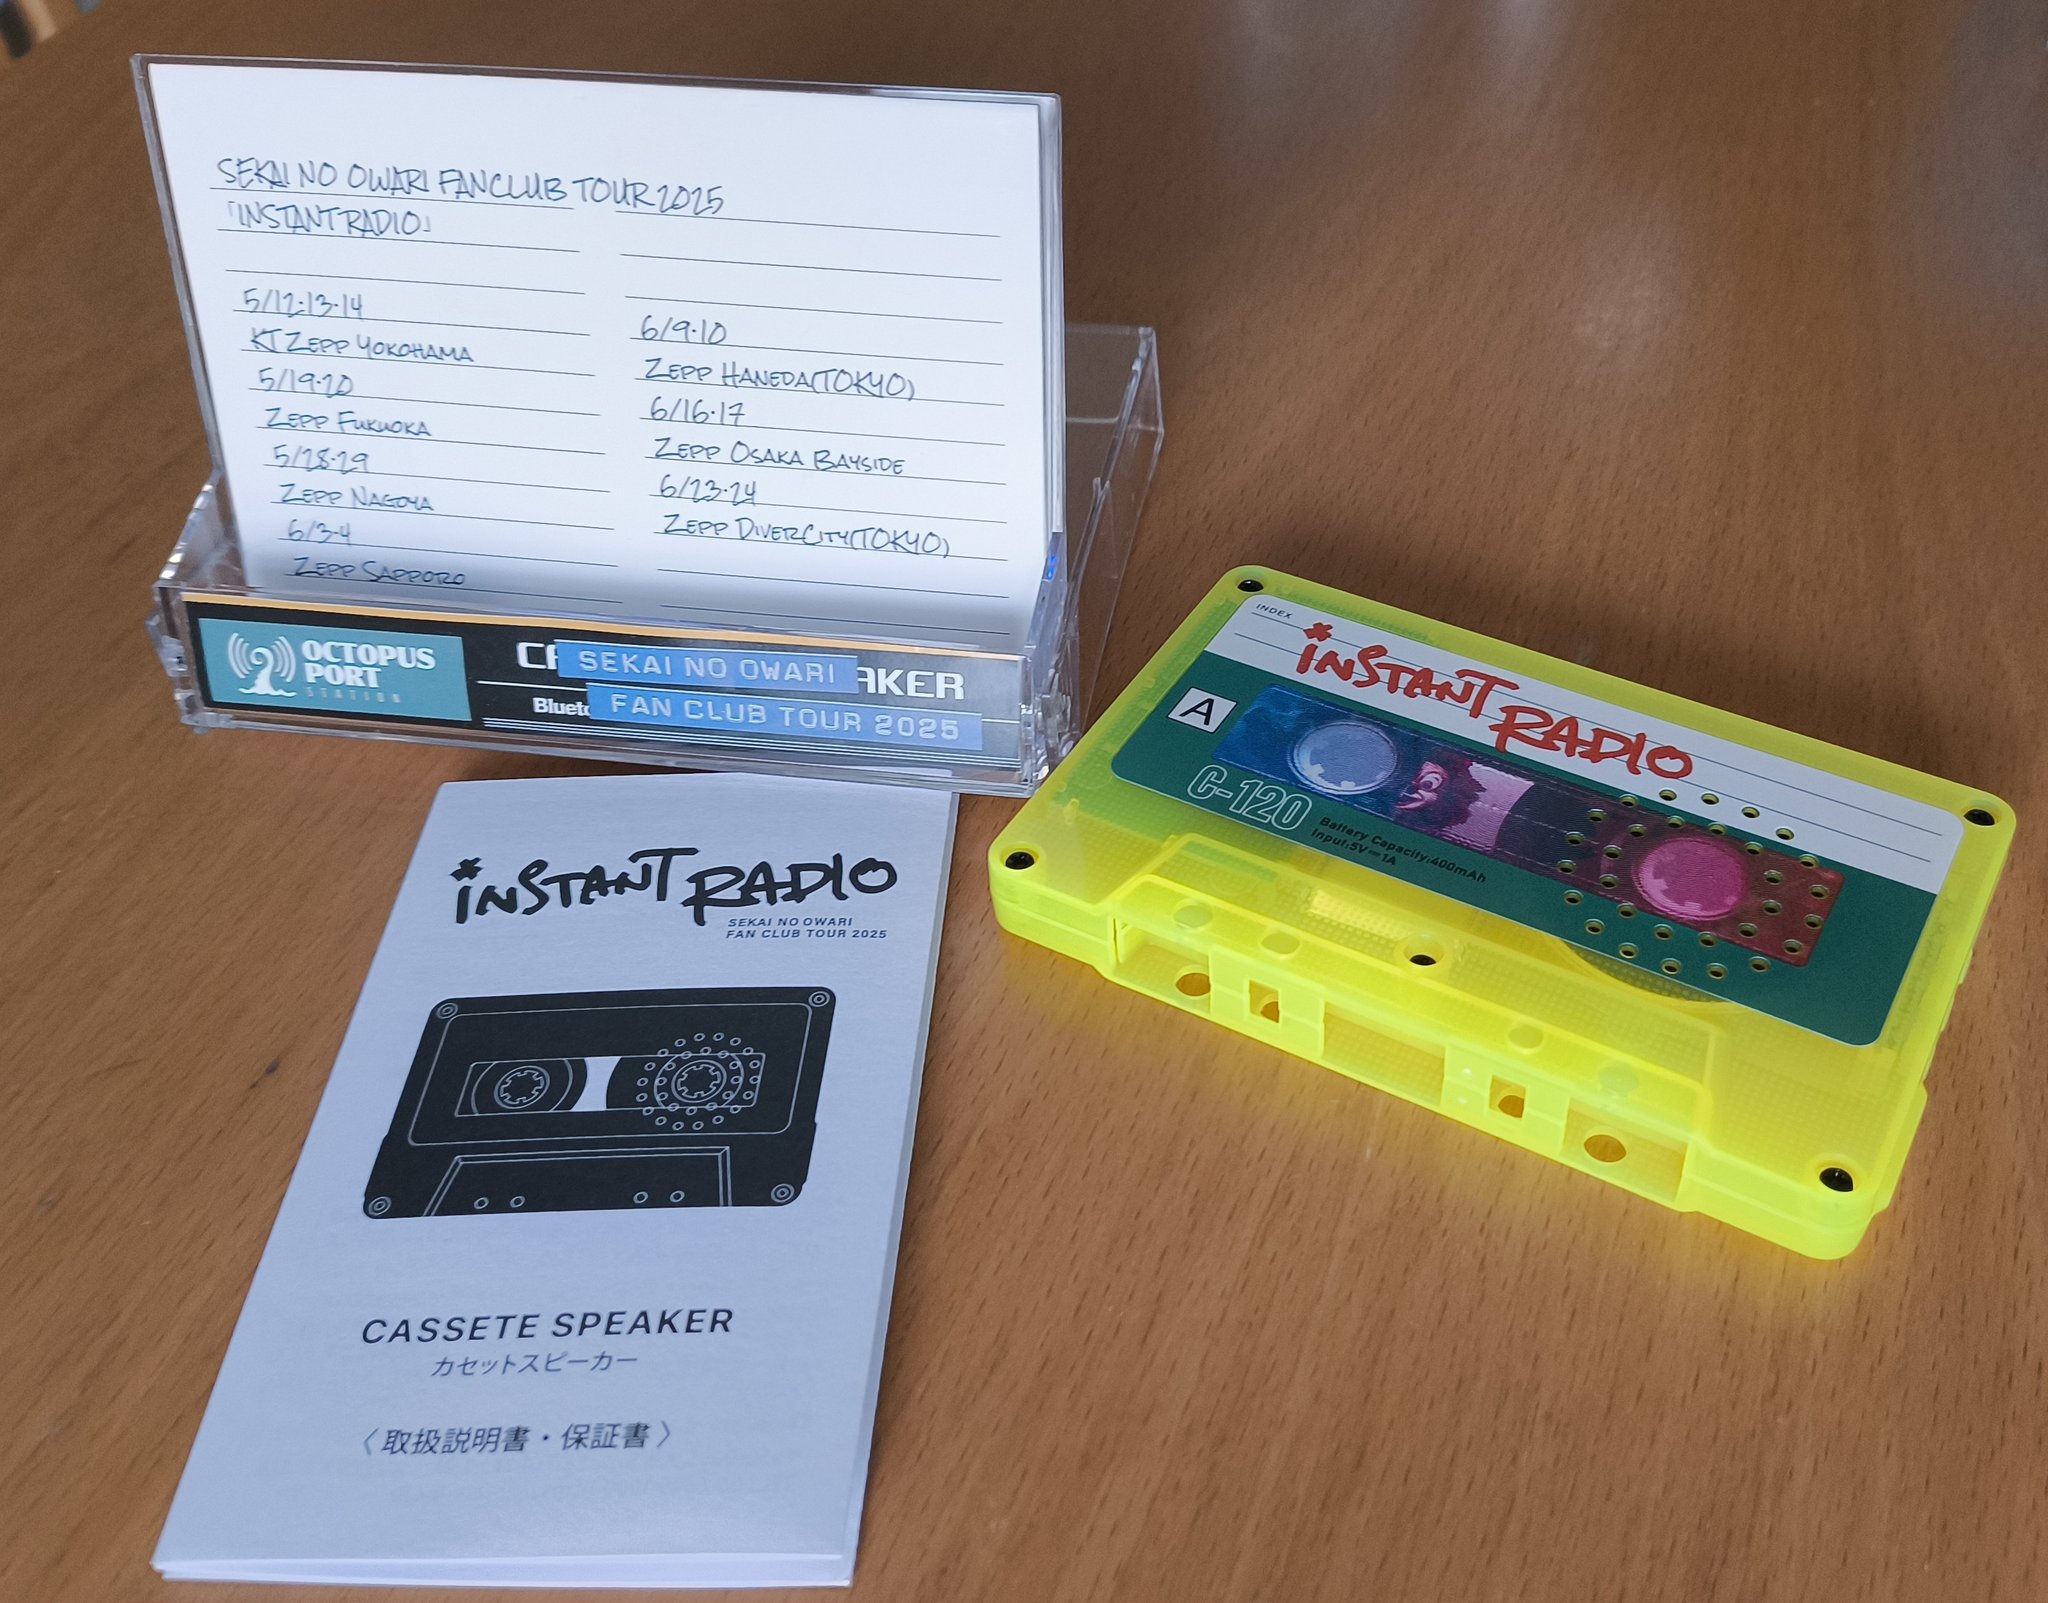 SEKAI NO OWARI FANCLUB TOUR 2025
「INSTANT RADIO」
5/12・13・14
KT ZEPP YOKOHAMA
5/19・20
ZEPP FUKUOKA
5/28・29
ZEPP NAGOYA
6/3・4
ZEPP SAPPORO
6/9・10
ZEPP HANEDA(TOKYO)
6/16・17
ZEPP OSAKA BAYSIDE
6/23・24
ZEPP DIVERCITY(TOKYO)
OCTOPUS
PORT
STATION
SEKAI NO OWARI
FAN CLUB TOUR 2025
INDEX
INSTANT RADIO
A
C-120
Battery Capacity:400mAh
Input:5V⎓1A
INSTANT RADIO
SEKAI NO OWARI
FAN CLUB TOUR 2025
CASSETE SPEAKER
カセットスピーカー
〈取扱説明書・保証書〉